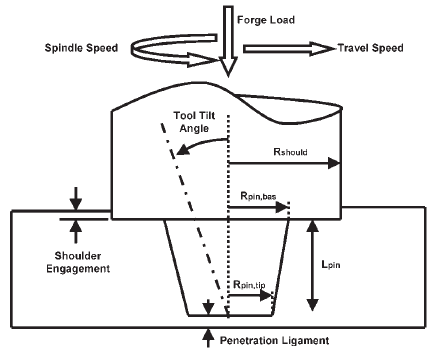 Forge Load
Spindle Speed
Travel Speed
Tool Tilt
Angle
Rshould
Rpin,bas
Shoulder
Engagement
Lpin
Rpin,tip
Penetration Ligament